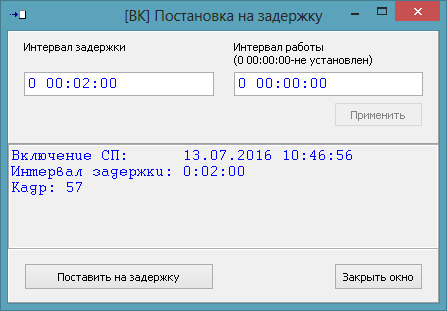 [ВК] Постановка на задержку
Интервал задержки
Интервал работы
(0 00:00:00-не установлен)
0 00:02:00
0 00:00:00
Применить
Включение СП: 13.07.2016 10:46:56
Интервал задержки: 0:02:00
Кадр: 57
Поставить на задержку
Закрыть окно